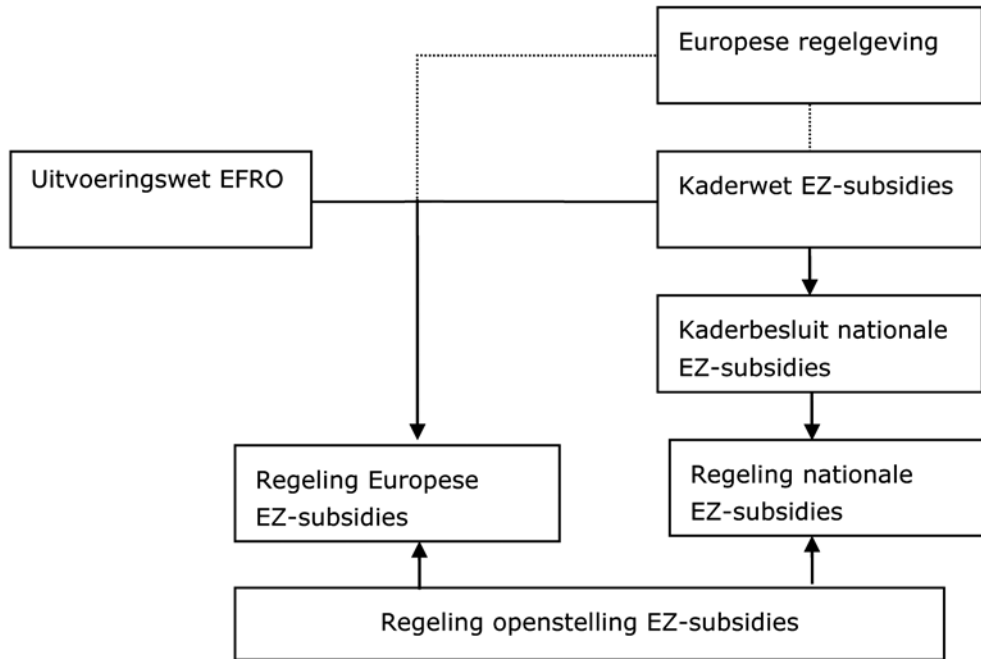 Europese regelgeving
Uitvoeringswet EFRO
Kaderwet EZ-subsidies
Kaderbesluit nationale
EZ-subsidies
Regeling Europese
EZ-subsidies
Regeling nationale
EZ-subsidies
Regeling openstelling EZ-subsidies